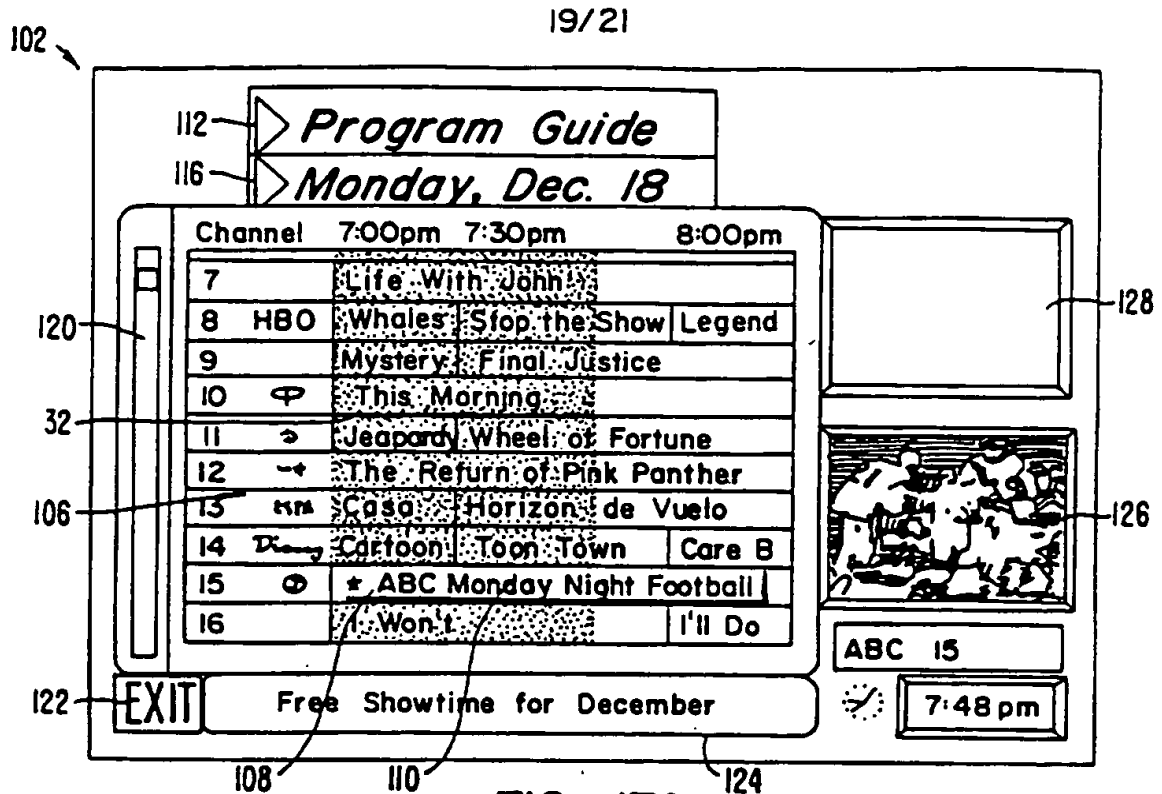 19/21
102
112 Program Guide
116 Monday, Dec. 18
Channel 7:00pm 7:30pm 8:00pm
7 Life With John
120 8 HBO Whales Stop the Show Legend 128
9 Mystery Final Justice
10 This Morning
32 11 Jeapardy Wheel of Fortune
12 The Return of Pink Panther
106 13 Casa Horizon de Vuelo 126
14 Disney Cartoon Toon Town Care B
15 * ABC Monday Night Football
16 I Won't I'll Do
ABC 15
122 EXIT Free Showtime for December 7:48pm
108 110 124